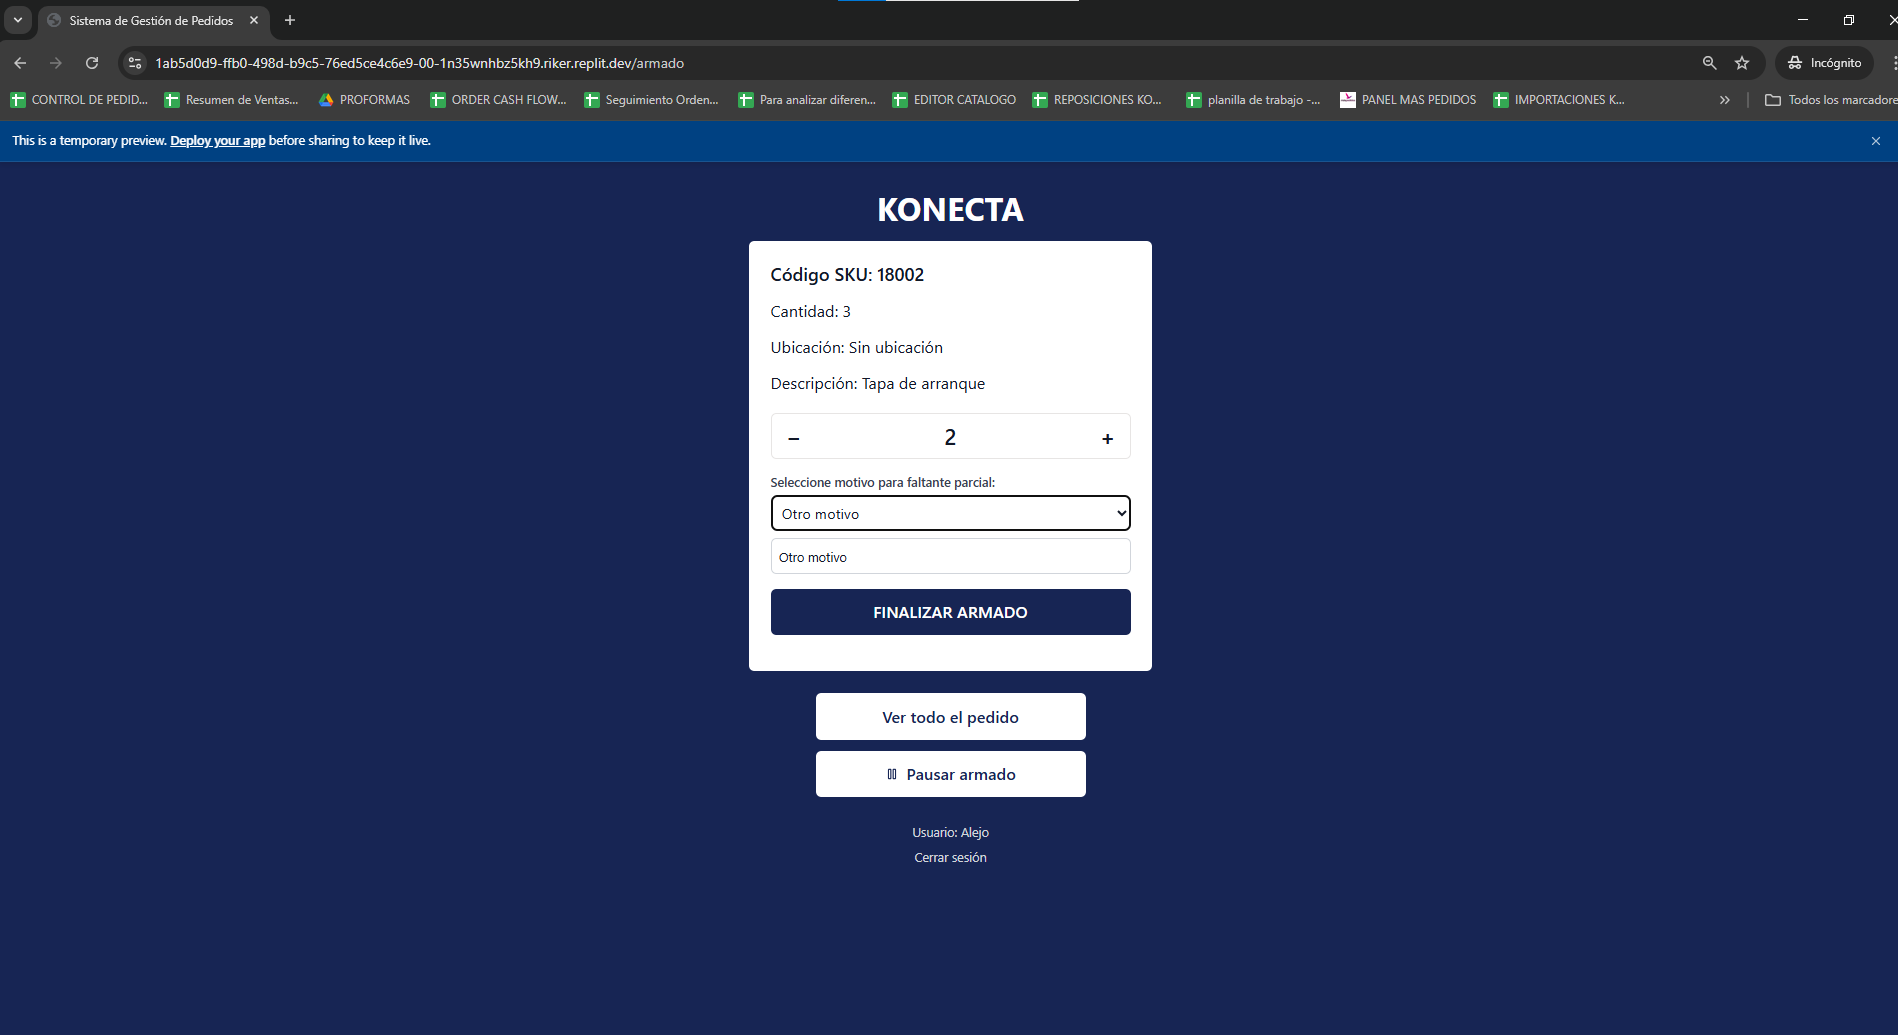 Sistema de Gestión de Pedidos
1ab5d0d9-ffb0-498d-b9c5-76ed5ce4c6e9-00-1n35wnhbz5kh9.riker.replit.dev/armado
Incógnito
CONTROL DE PEDID...
Resumen de Ventas...
PROFORMAS
ORDER CASH FLOW...
Seguimiento Orden...
Para analizar diferen...
EDITOR CATALOGO
REPOSICIONES KO...
planilla de trabajo -...
PANEL MAS PEDIDOS
IMPORTACIONES K...
Todos los marcadore
This is a temporary preview. Deploy your app before sharing to keep it live.
KONECTA
Código SKU: 18002
Cantidad: 3
Ubicación: Sin ubicación
Descripción: Tapa de arranque
− 2 +
Seleccione motivo para faltante parcial:
Otro motivo
Otro motivo
FINALIZAR ARMADO
Ver todo el pedido
Pausar armado
Usuario: Alejo
Cerrar sesión